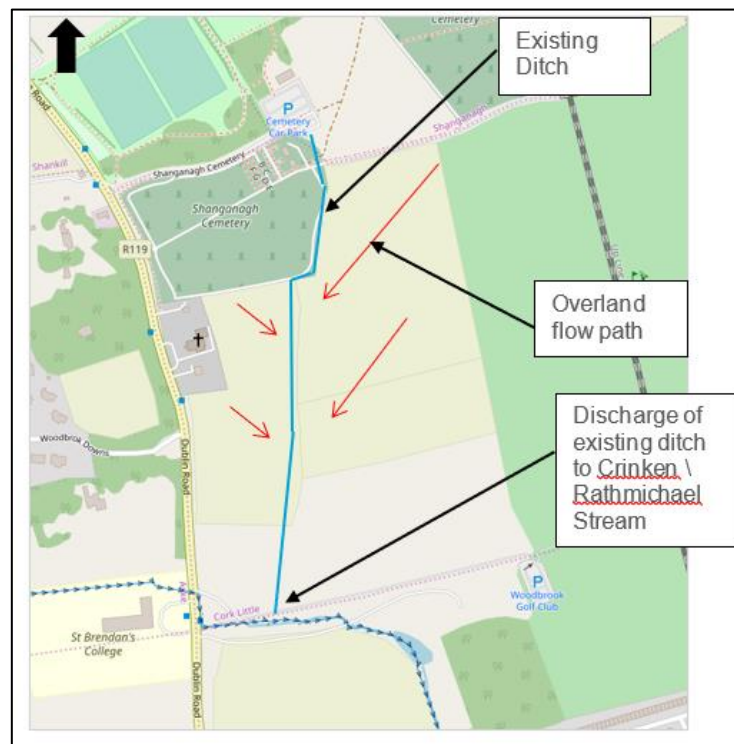 Existing
Ditch
Overland
flow path
Discharge of
existing ditch
to Crinken \
Rathmichael
Stream
Cemetery
P
Cemetery
Car Park
Dublin Road
Shankill
Shanganagh Cemetery
Shanganagh
Shanganagh
Cemetery
R119
Woodbrook Downs
Dublin Road
Cork Little
P
Woodbrook
Golf Club
St Brendan's
College
Dublin Road